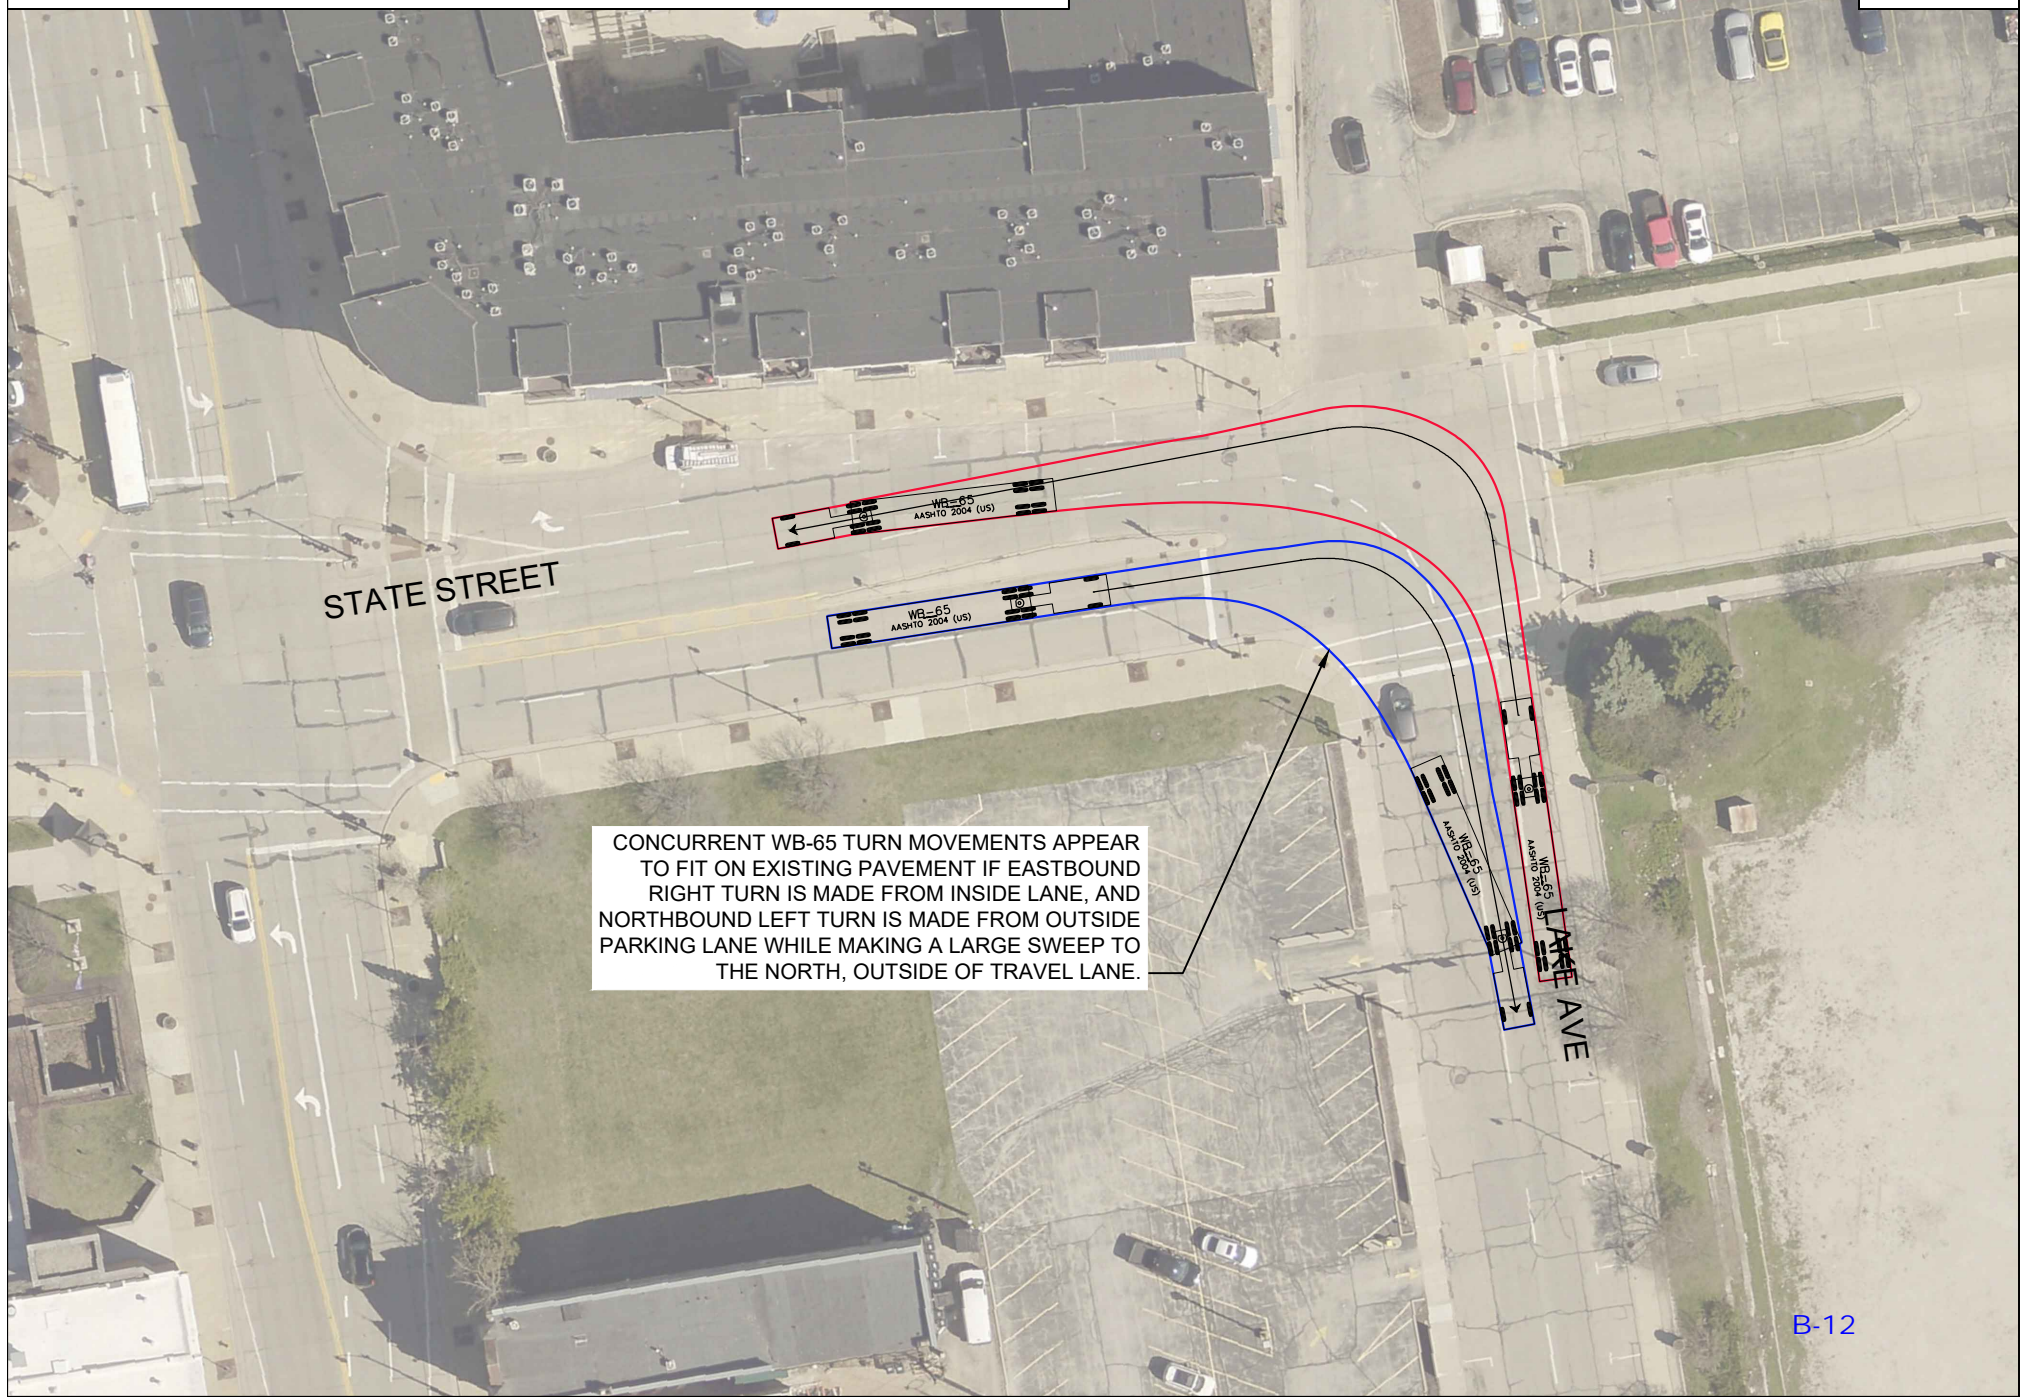 WB-65
AASHTO 2004 (US)
STATE STREET
WB-65
AASHTO 2004 (US)
CONCURRENT WB-65 TURN MOVEMENTS APPEAR
TO FIT ON EXISTING PAVEMENT IF EASTBOUND
RIGHT TURN IS MADE FROM INSIDE LANE, AND
NORTHBOUND LEFT TURN IS MADE FROM OUTSIDE
PARKING LANE WHILE MAKING A LARGE SWEEP TO
THE NORTH, OUTSIDE OF TRAVEL LANE.
WB-65
AASHTO 2004 (US)
WB-65
AASHTO 2004 (US)
LAKE AVE
B-12